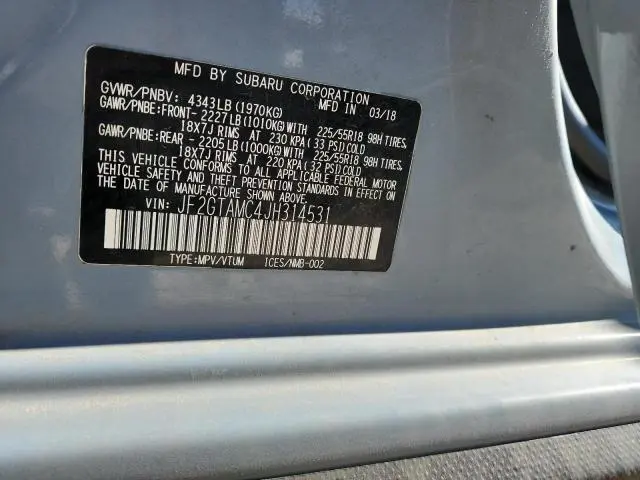 MFD BY SUBARU CORPORATION
GVWR/PNBV: 4343LB (1970KG) MFD IN 03/18
GAWR/PNBE:FRONT-2227LB(1010KG)WITH 225/55R18 98H TIRES,
18X7J RIMS AT 230 KPA(33 PSI)COLD
GAWR/PNBE:REAR -2205LB(1000KG)WITH 225/55R18 98H TIRES,
18X7J RIMS AT 220 KPA(32 PSI)COLD
THIS VEHICLE CONFORMS TO ALL APPLICABLE FEDERAL MOTOR
VEHICLE SAFETY AND THEFT PREVENTION STANDARDS IN EFFECT ON
THE DATE OF MANUFACTURE SHOWN ABOVE.
VIN: JF2GTAMC4JH314531
TYPE:MPV/VTUM ICES/NMB-002